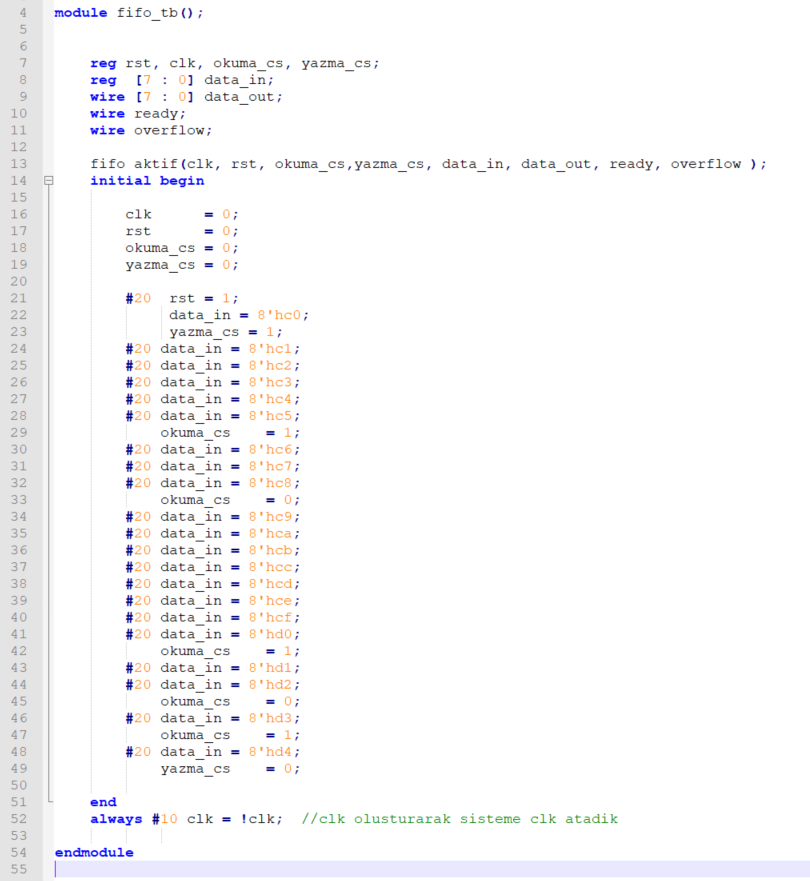 4 module fifo_tb();
5
6
7 reg rst, clk, okuma_cs, yazma_cs;
8 reg [7 : 0] data_in;
9 wire [7 : 0] data_out;
10 wire ready;
11 wire overflow;
12
13 fifo aktif(clk, rst, okuma_cs,yazma_cs, data_in, data_out, ready, overflow );
14 initial begin
15
16 clk = 0;
17 rst = 0;
18 okuma_cs = 0;
19 yazma_cs = 0;
20
21 #20 rst = 1;
22 data_in = 8'hc0;
23 yazma_cs = 1;
24 #20 data_in = 8'hc1;
25 #20 data_in = 8'hc2;
26 #20 data_in = 8'hc3;
27 #20 data_in = 8'hc4;
28 #20 data_in = 8'hc5;
29 okuma_cs = 1;
30 #20 data_in = 8'hc6;
31 #20 data_in = 8'hc7;
32 #20 data_in = 8'hc8;
33 okuma_cs = 0;
34 #20 data_in = 8'hc9;
35 #20 data_in = 8'hca;
36 #20 data_in = 8'hcb;
37 #20 data_in = 8'hcc;
38 #20 data_in = 8'hcd;
39 #20 data_in = 8'hce;
40 #20 data_in = 8'hcf;
41 #20 data_in = 8'hd0;
42 okuma_cs = 1;
43 #20 data_in = 8'hd1;
44 #20 data_in = 8'hd2;
45 okuma_cs = 0;
46 #20 data_in = 8'hd3;
47 okuma_cs = 1;
48 #20 data_in = 8'hd4;
49 yazma_cs = 0;
50
51 end
52 always #10 clk = !clk; //clk olusturarak sisteme clk atadik
53
54 endmodule
55